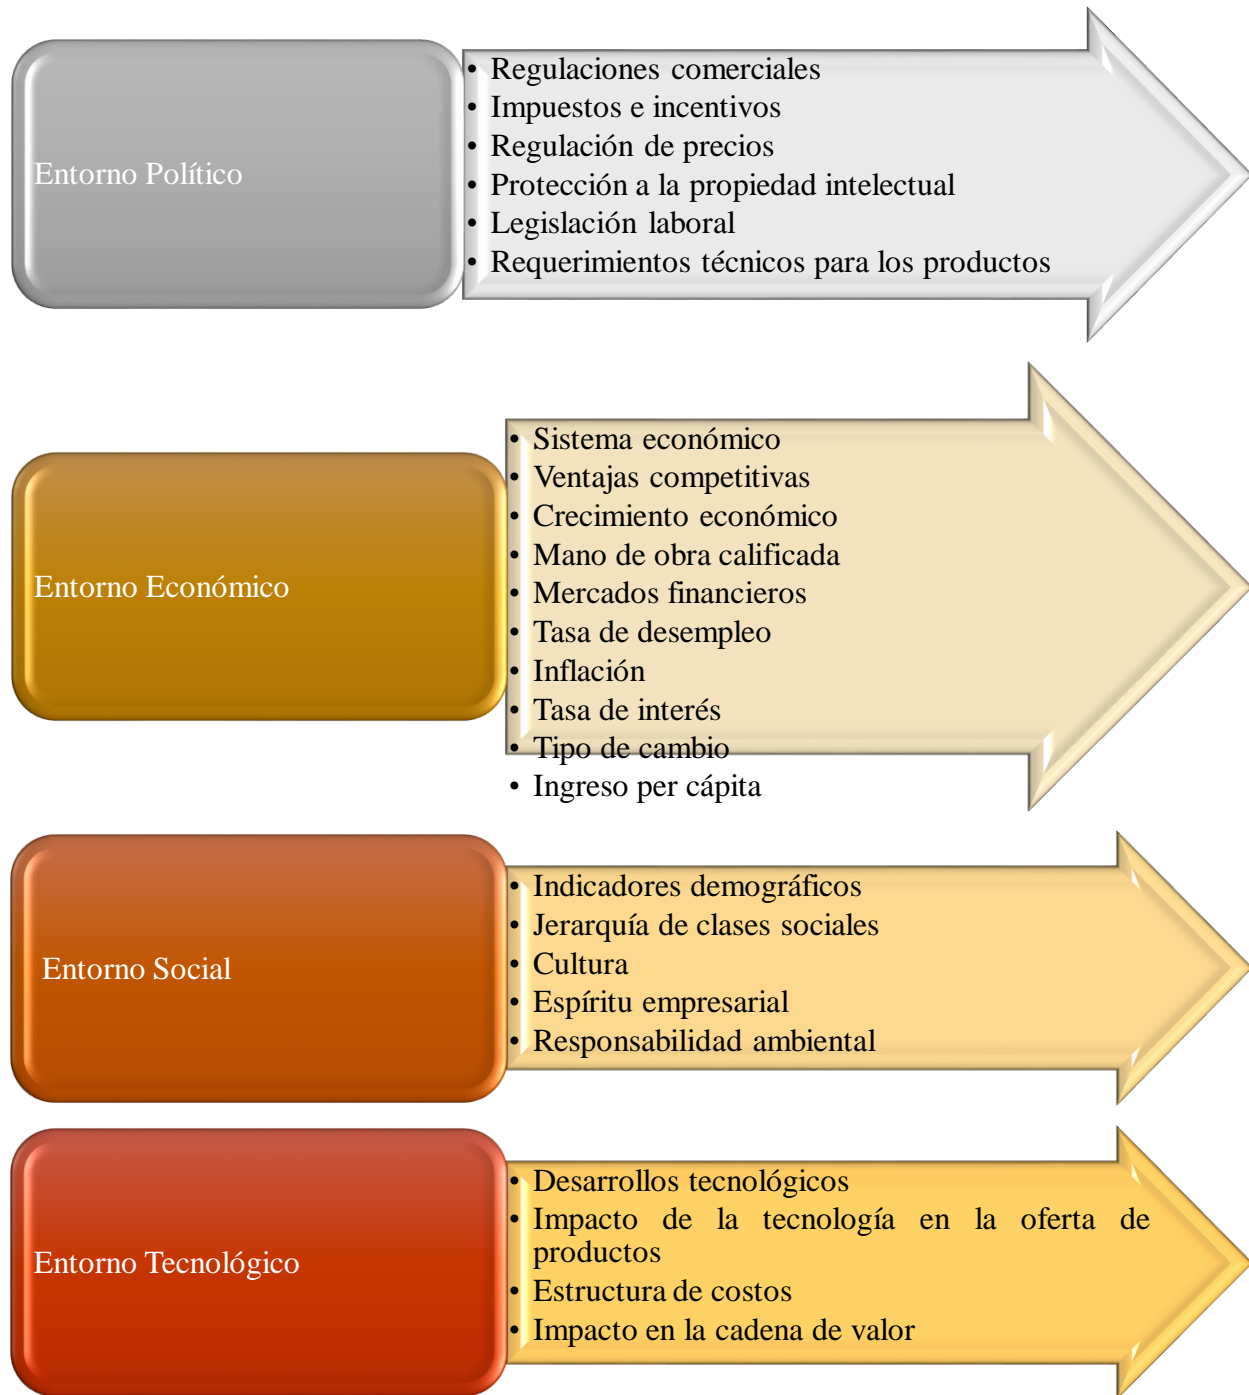 Entorno Político
• Regulaciones comerciales
• Impuestos e incentivos
• Regulación de precios
• Protección a la propiedad intelectual
• Legislación laboral
• Requerimientos técnicos para los productos
Entorno Económico
• Sistema económico
• Ventajas competitivas
• Crecimiento económico
• Mano de obra calificada
• Mercados financieros
• Tasa de desempleo
• Inflación
• Tasa de interés
• Tipo de cambio
• Ingreso per cápita
Entorno Social
• Indicadores demográficos
• Jerarquía de clases sociales
• Cultura
• Espíritu empresarial
• Responsabilidad ambiental
Entorno Tecnológico
• Desarrollos tecnológicos
• Impacto de la tecnología en la oferta de
productos
• Estructura de costos
• Impacto en la cadena de valor